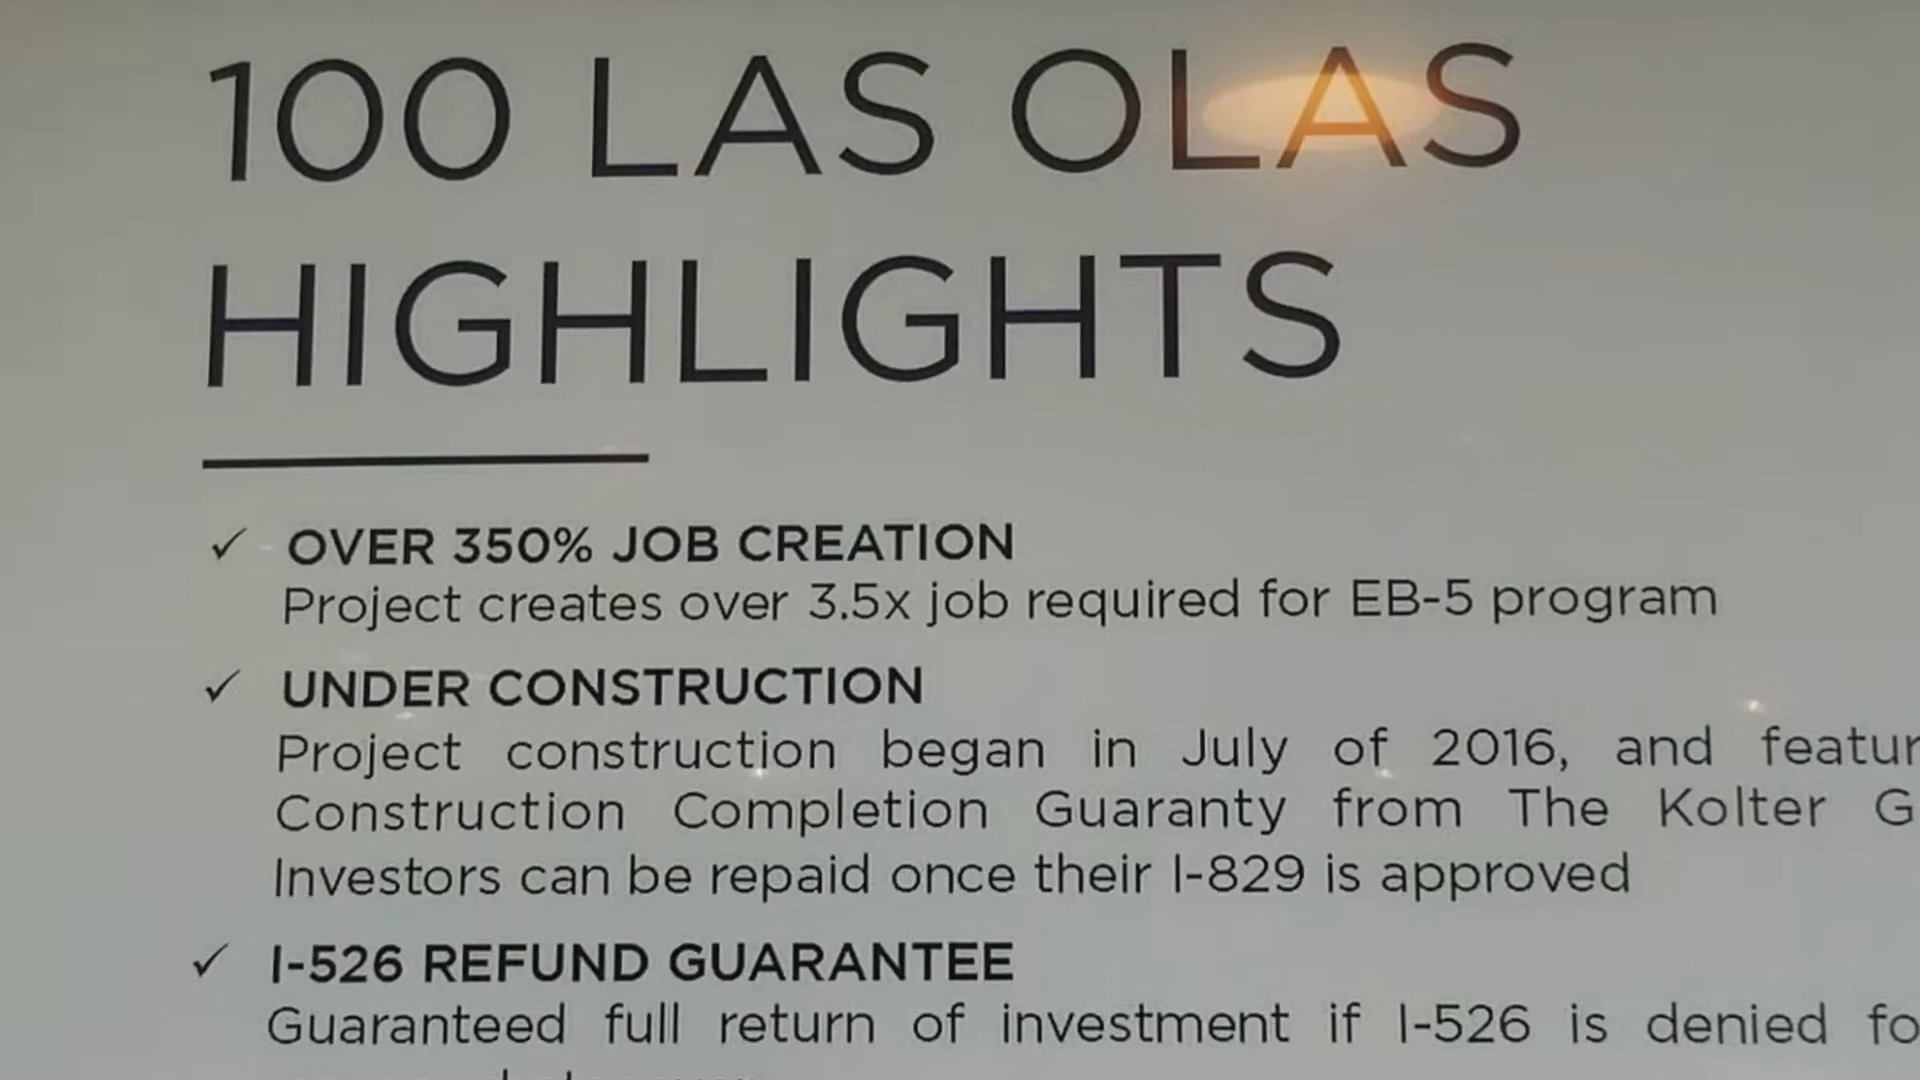 100 LAS OLAS
HIGHLIGHTS
✓ OVER 350% JOB CREATION
Project creates over 3.5x job required for EB-5 program
✓ UNDER CONSTRUCTION
Project construction began in July of 2016, and featur
Construction Completion Guaranty from The Kolter G
Investors can be repaid once their I-829 is approved
✓ I-526 REFUND GUARANTEE
Guaranteed full return of investment if I-526 is denied fo